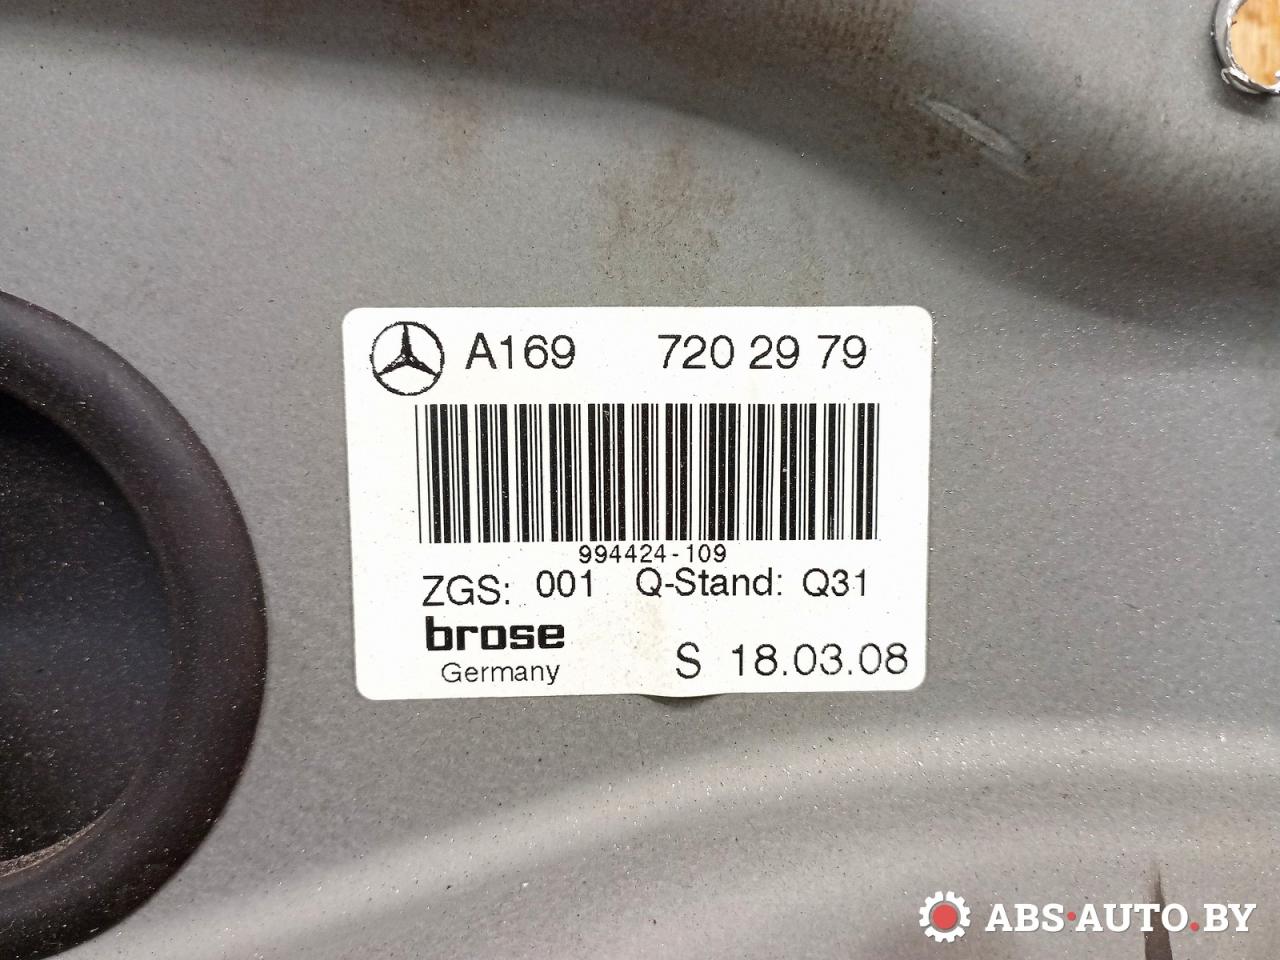 A169 720 29 79
994424-109
ZGS: 001 Q-Stand: Q31
brose
Germany S 18.03.08
ABS·AUTO.BY